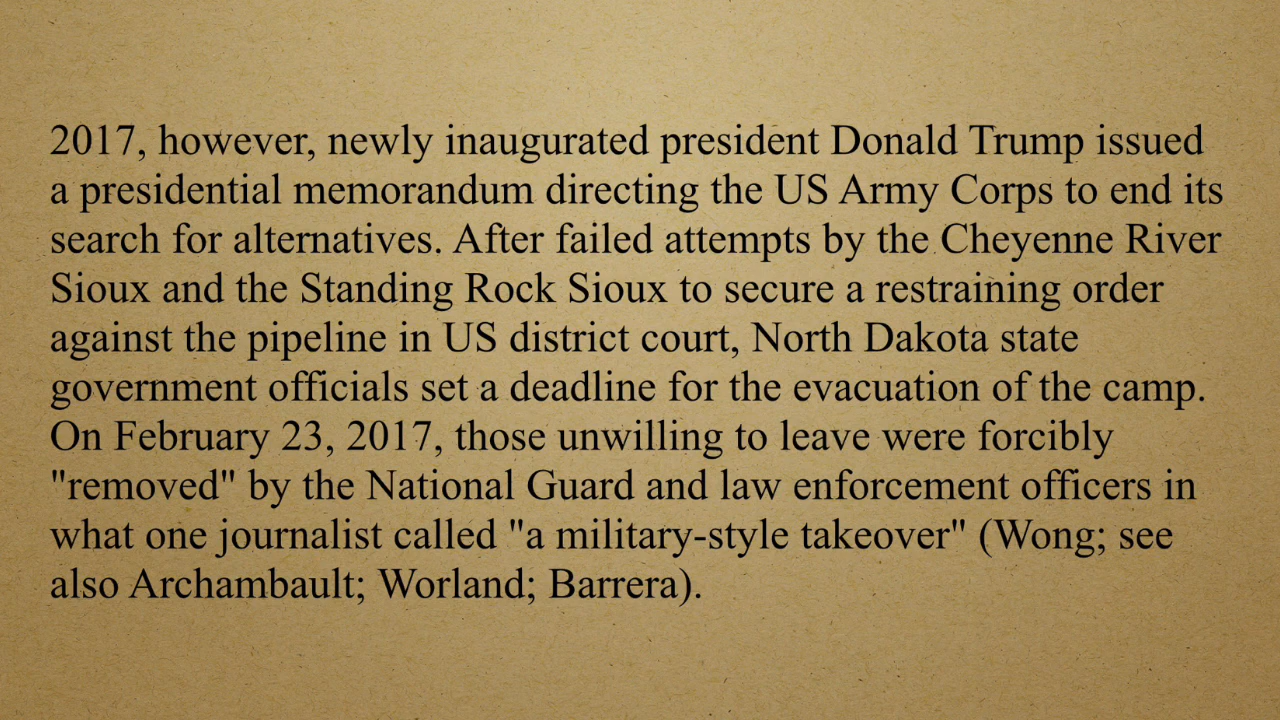 2017, however, newly inaugurated president Donald Trump issued
a presidential memorandum directing the US Army Corps to end its
search for alternatives. After failed attempts by the Cheyenne River
Sioux and the Standing Rock Sioux to secure a restraining order
against the pipeline in US district court, North Dakota state
government officials set a deadline for the evacuation of the camp.
On February 23, 2017, those unwilling to leave were forcibly
"removed" by the National Guard and law enforcement officers in
what one journalist called "a military-style takeover" (Wong; see
also Archambault; Worland; Barrera).